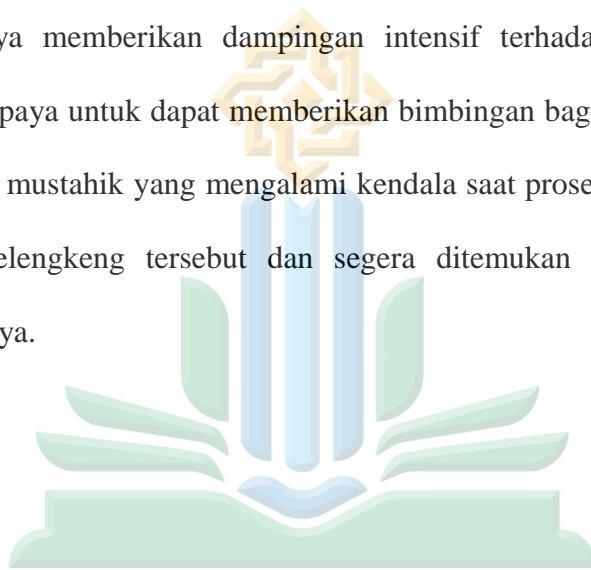 ya memberikan dampingan intensif terhada
paya untuk dapat memberikan bimbingan bag
mustahik yang mengalami kendala saat prose
elengkeng tersebut dan segera ditemukan
ya.